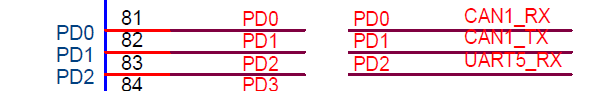 81 PD0 PD0 CAN1_RX
PD0 82 PD1 PD1 CAN1_TX
PD1 83 PD2 PD2 UART5_RX
PD2 84 PD3